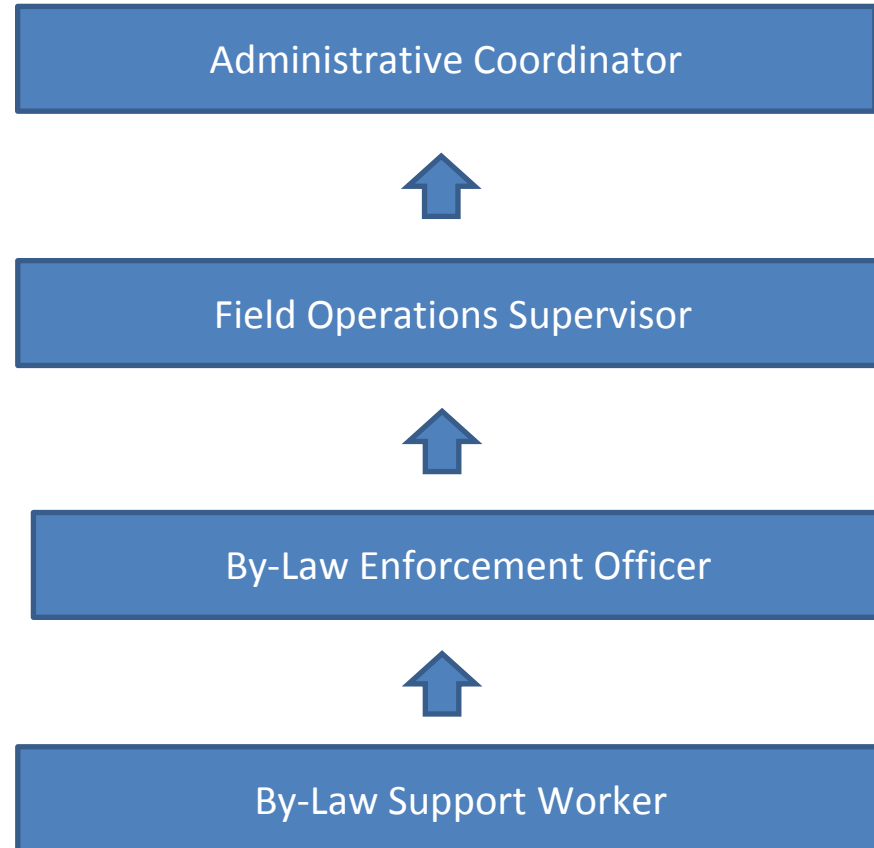 Administrative Coordinator
Field Operations Supervisor
By-Law Enforcement Officer
By-Law Support Worker